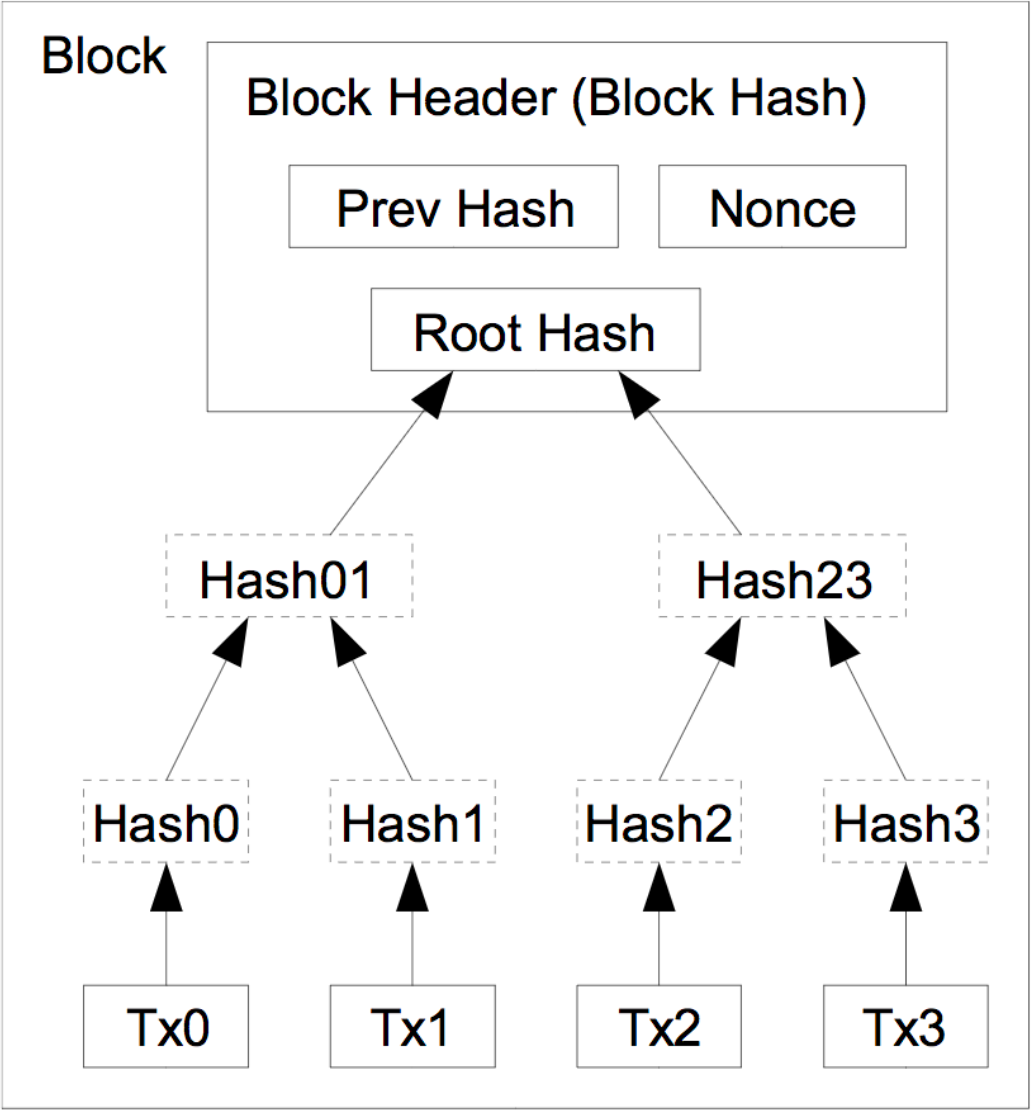 Block
Block Header (Block Hash)
Prev Hash
Nonce
Root Hash
Hash01
Hash23
Hash0
Hash1
Hash2
Hash3
Tx0
Tx1
Tx2
Tx3